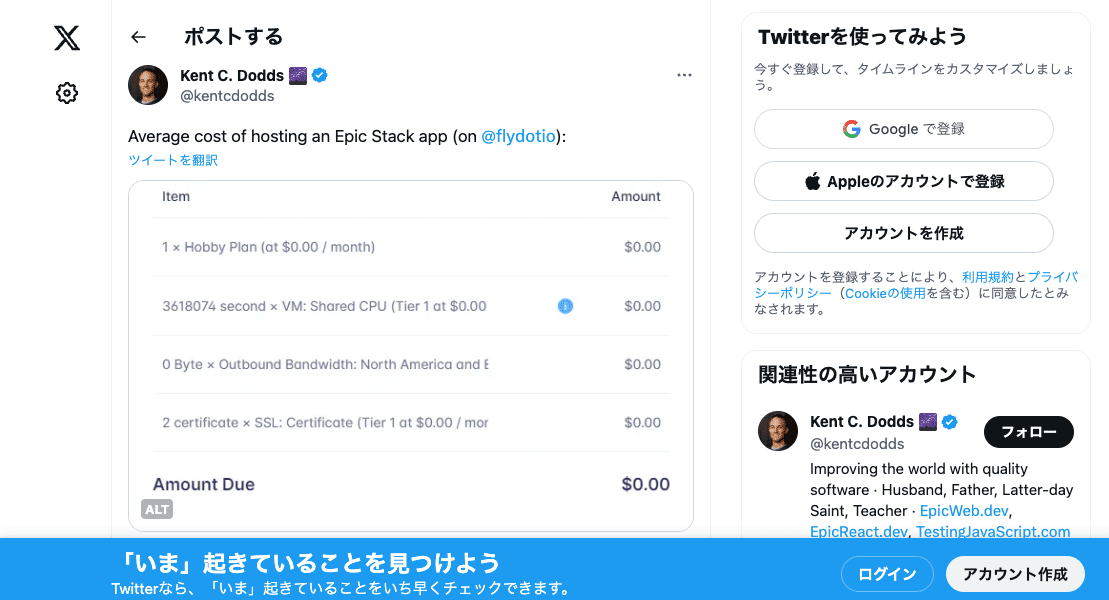 ポストする
Kent C. Dodds
@kentcdodds
Average cost of hosting an Epic Stack app (on @flydotio):
ツイートを翻訳
Item Amount
1 × Hobby Plan (at $0.00 / month) $0.00
3618074 second × VM: Shared CPU (Tier 1 at $0.00 $0.00
0 Byte × Outbound Bandwidth: North America and E $0.00
2 certificate × SSL: Certificate (Tier 1 at $0.00 / mor $0.00
Amount Due $0.00
ALT
Twitterを使ってみよう
今すぐ登録して、タイムラインをカスタマイズしましょ
う。
Google で登録
Appleのアカウントで登録
アカウントを作成
アカウントを登録することにより、利用規約とプライバ
シーポリシー（Cookieの使用を含む）に同意したとみ
なされます。
関連性の高いアカウント
Kent C. Dodds
@kentcdodds
フォロー
Improving the world with quality
software · Husband, Father, Latter-day
Saint, Teacher · EpicWeb.dev,
EpicReact.dev, TestingJavaScript.com
「いま」起きていることを見つけよう
Twitterなら、「いま」起きていることをいち早くチェックできます。
ログイン
アカウント作成